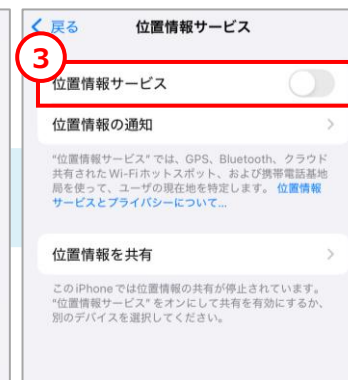 戻る 位置情報サービス
3
位置情報サービス
位置情報の通知
"位置情報サービス" では、GPS、Bluetooth、クラウド
共有されたWi-Fiホットスポット、および携帯電話基地
局を使って、ユーザの現在地を特定します。 位置情報
サービスとプライバシーについて...
位置情報を共有
このiPhoneでは位置情報の共有が停止されています。
"位置情報サービス" をオンにして共有を有効にするか、
別のデバイスを選択してください。